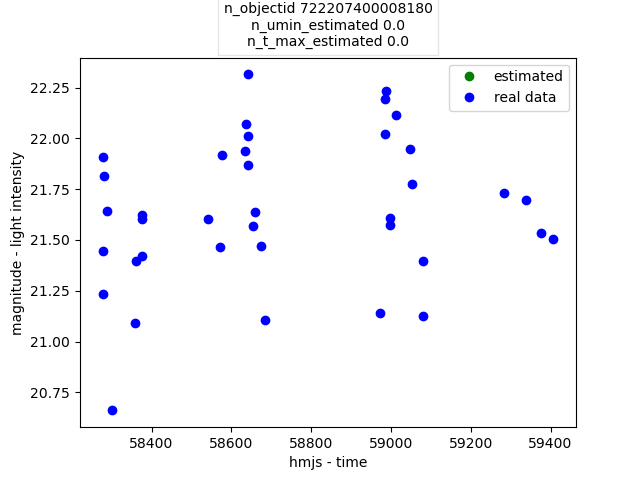 n_objectid 722207400008180
n_umin_estimated 0.0
n_t_max_estimated 0.0
estimated
real data
magnitude - light intensity
22.25
22.00
21.75
21.50
21.25
21.00
20.75
58400 58600 58800 59000 59200 59400
hmjs - time